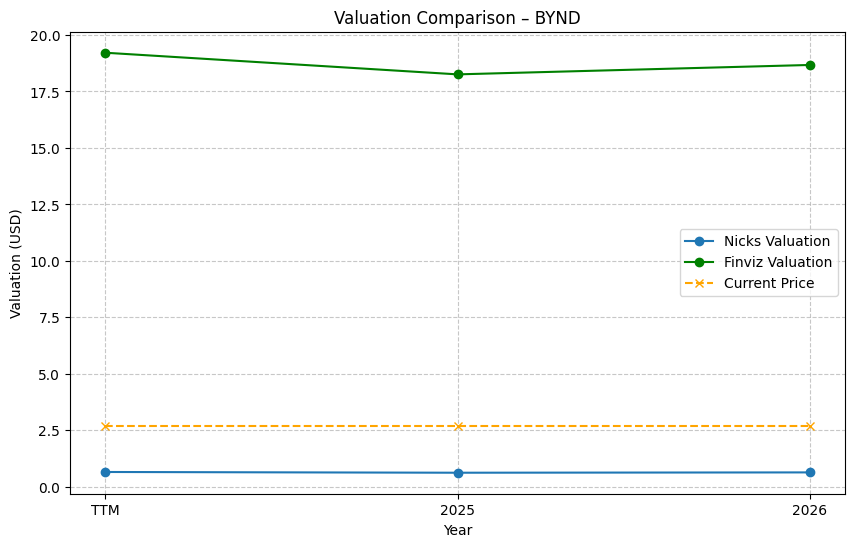 Valuation Comparison – BYND
Valuation (USD)
20.0
17.5
15.0
12.5
10.0
7.5
5.0
2.5
0.0
Nicks Valuation
Finviz Valuation
Current Price
TTM
2025
2026
Year